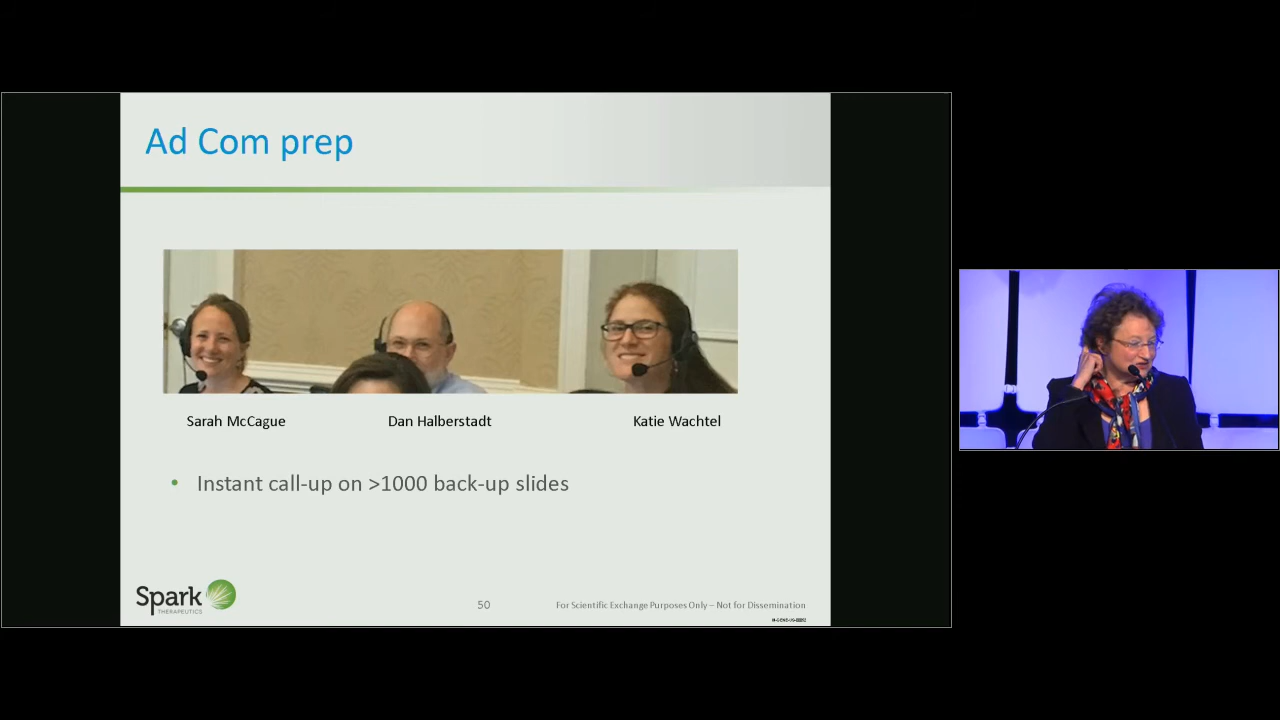 Ad Com prep
Sarah McCague
Dan Halberstadt
Katie Wachtel
• Instant call-up on >1000 back-up slides
Spark
THERAPEUTICS
50
For Scientific Exchange Purposes Only – Not for Dissemination